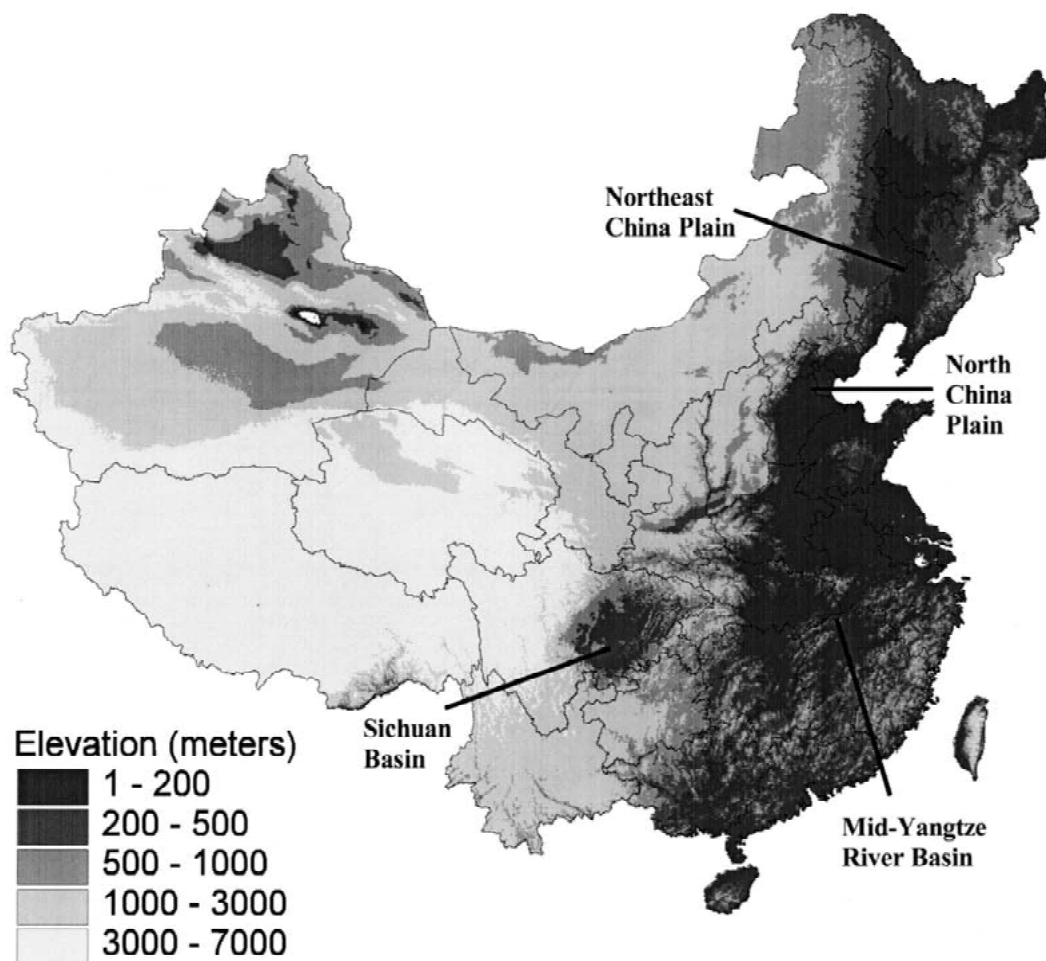 Northeast
China Plain
North
China
Plain
Sichuan
Basin
Mid-Yangtze
River Basin
Elevation (meters)
1 - 200
200 - 500
500 - 1000
1000 - 3000
3000 - 7000